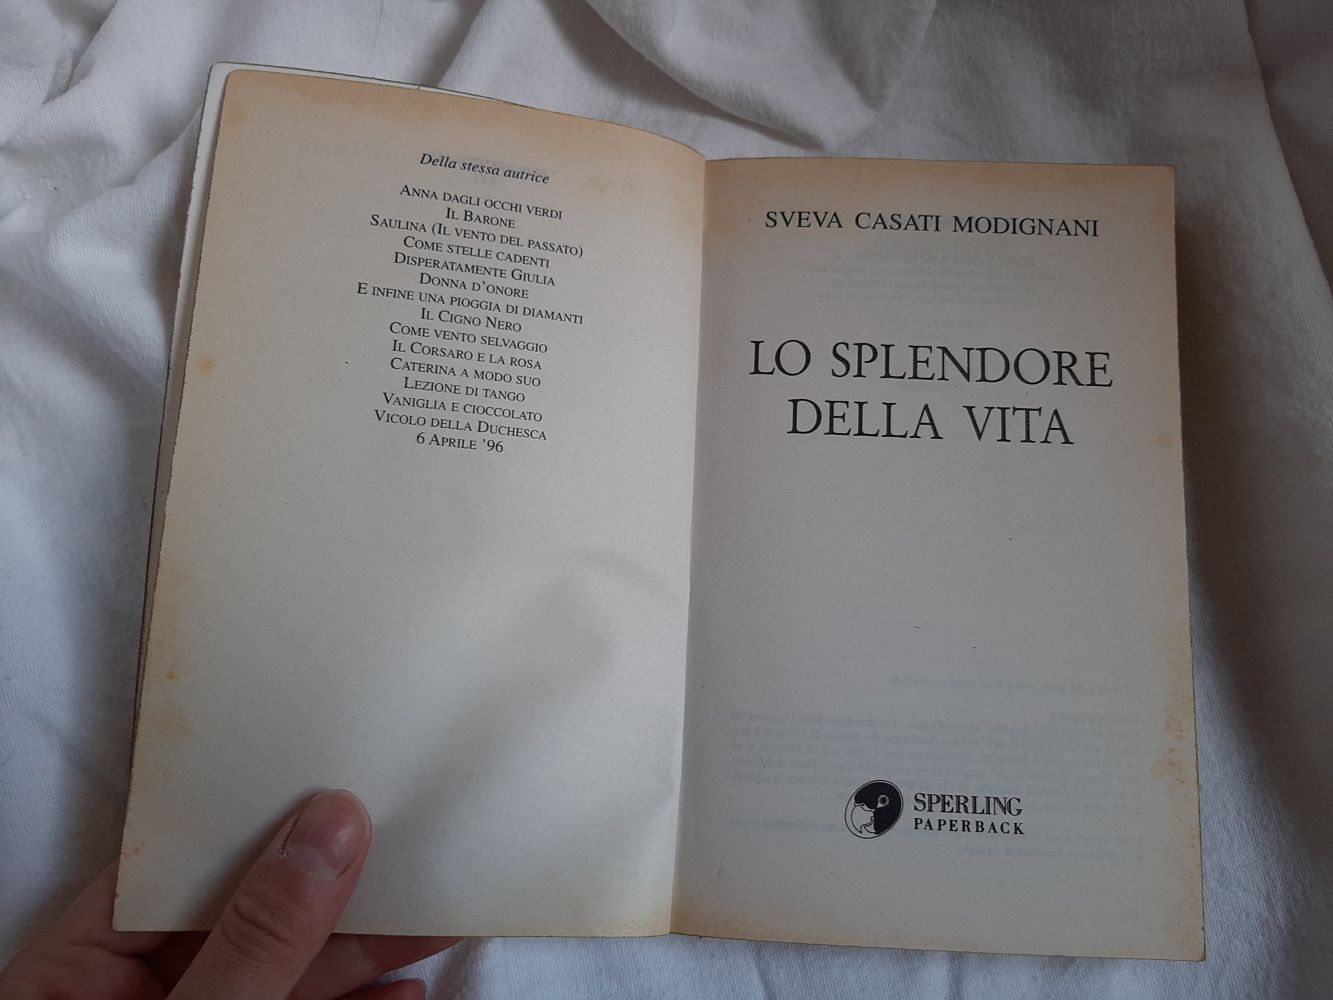 Della stessa autrice
ANNA DAGLI OCCHI VERDI
IL BARONE
SAULINA (IL VENTO DEL PASSATO)
COME STELLE CADENTI
DISPERATAMENTE GIULIA
DONNA D'ONORE
E INFINE UNA PIOGGIA DI DIAMANTI
IL CIGNO NERO
COME VENTO SELVAGGIO
IL CORSARO E LA ROSA
CATERINA A MODO SUO
LEZIONE DI TANGO
VANIGLIA E CIOCCOLATO
VICOLO DELLA DUCHESCA
6 APRILE '96
SVEVA CASATI MODIGNANI
LO SPLENDORE
DELLA VITA
SPERLING
PAPERBACK